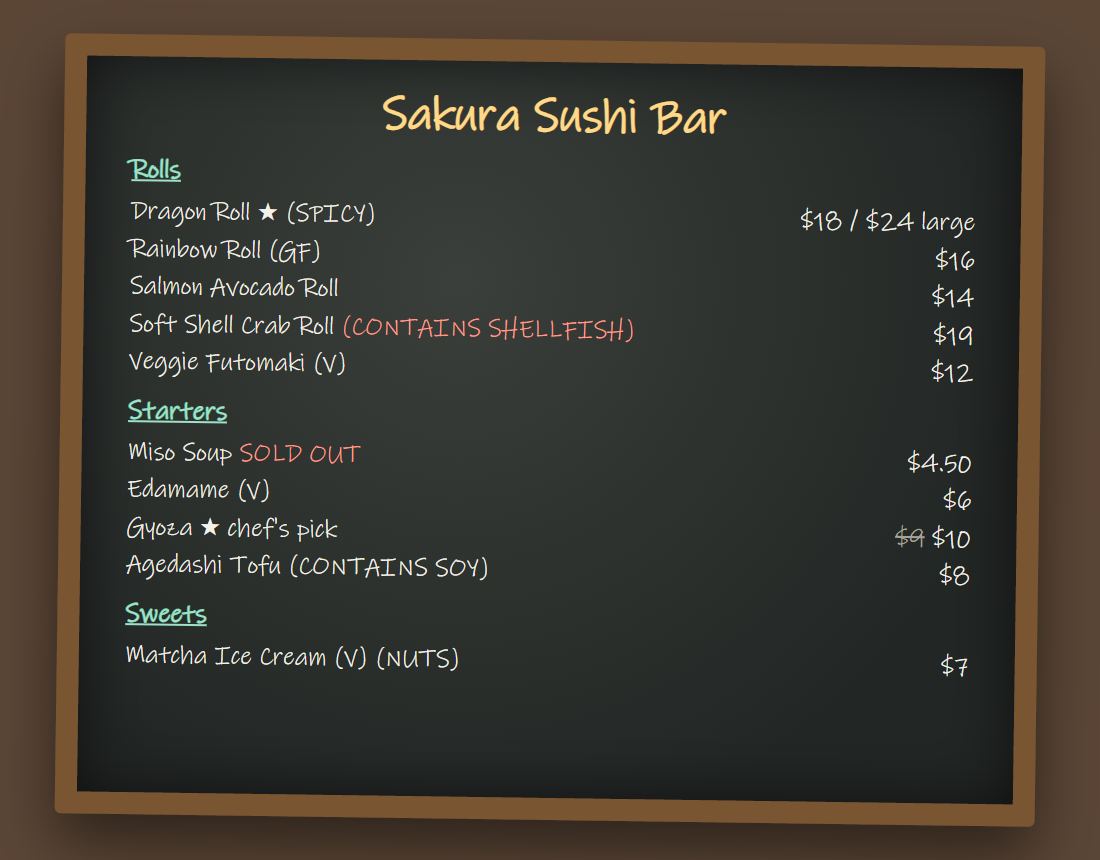 Sakura Sushi Bar
Rolls
Dragon Roll ★ (SPICY) $18 / $24 large
Rainbow Roll (GF) $16
Salmon Avocado Roll $14
Soft Shell Crab Roll (CONTAINS SHELLFISH) $19
Veggie Futomaki (V) $12
Starters
Miso Soup SOLD OUT $4.50
Edamame (V) $6
Gyoza ★ chef's pick $9 $10
Agedashi Tofu (CONTAINS SOY) $8
Sweets
Matcha Ice Cream (V) (NUTS) $7